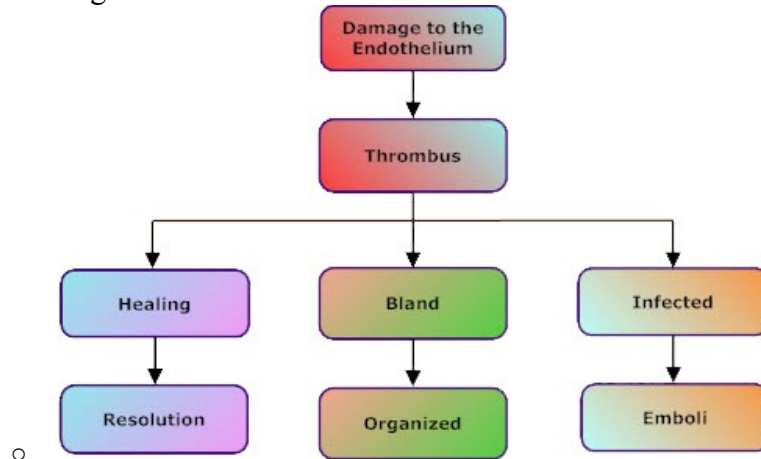 Damage to the
Endothelium
Thrombus
Healing
Bland
Infected
Resolution
Organized
Emboli